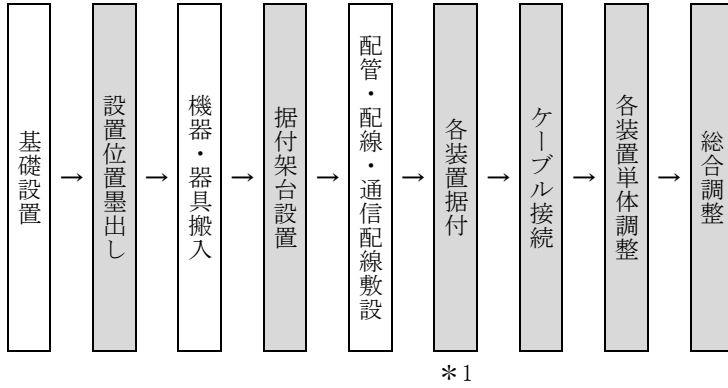 基礎設置
→
設置位置墨出し
→
機器・器具搬入
→
据付架台設置
→
配管・配線・通信配線敷設
→
各装置据付
→
ケーブル接続
→
各装置単体調整
→
総合調整
＊1